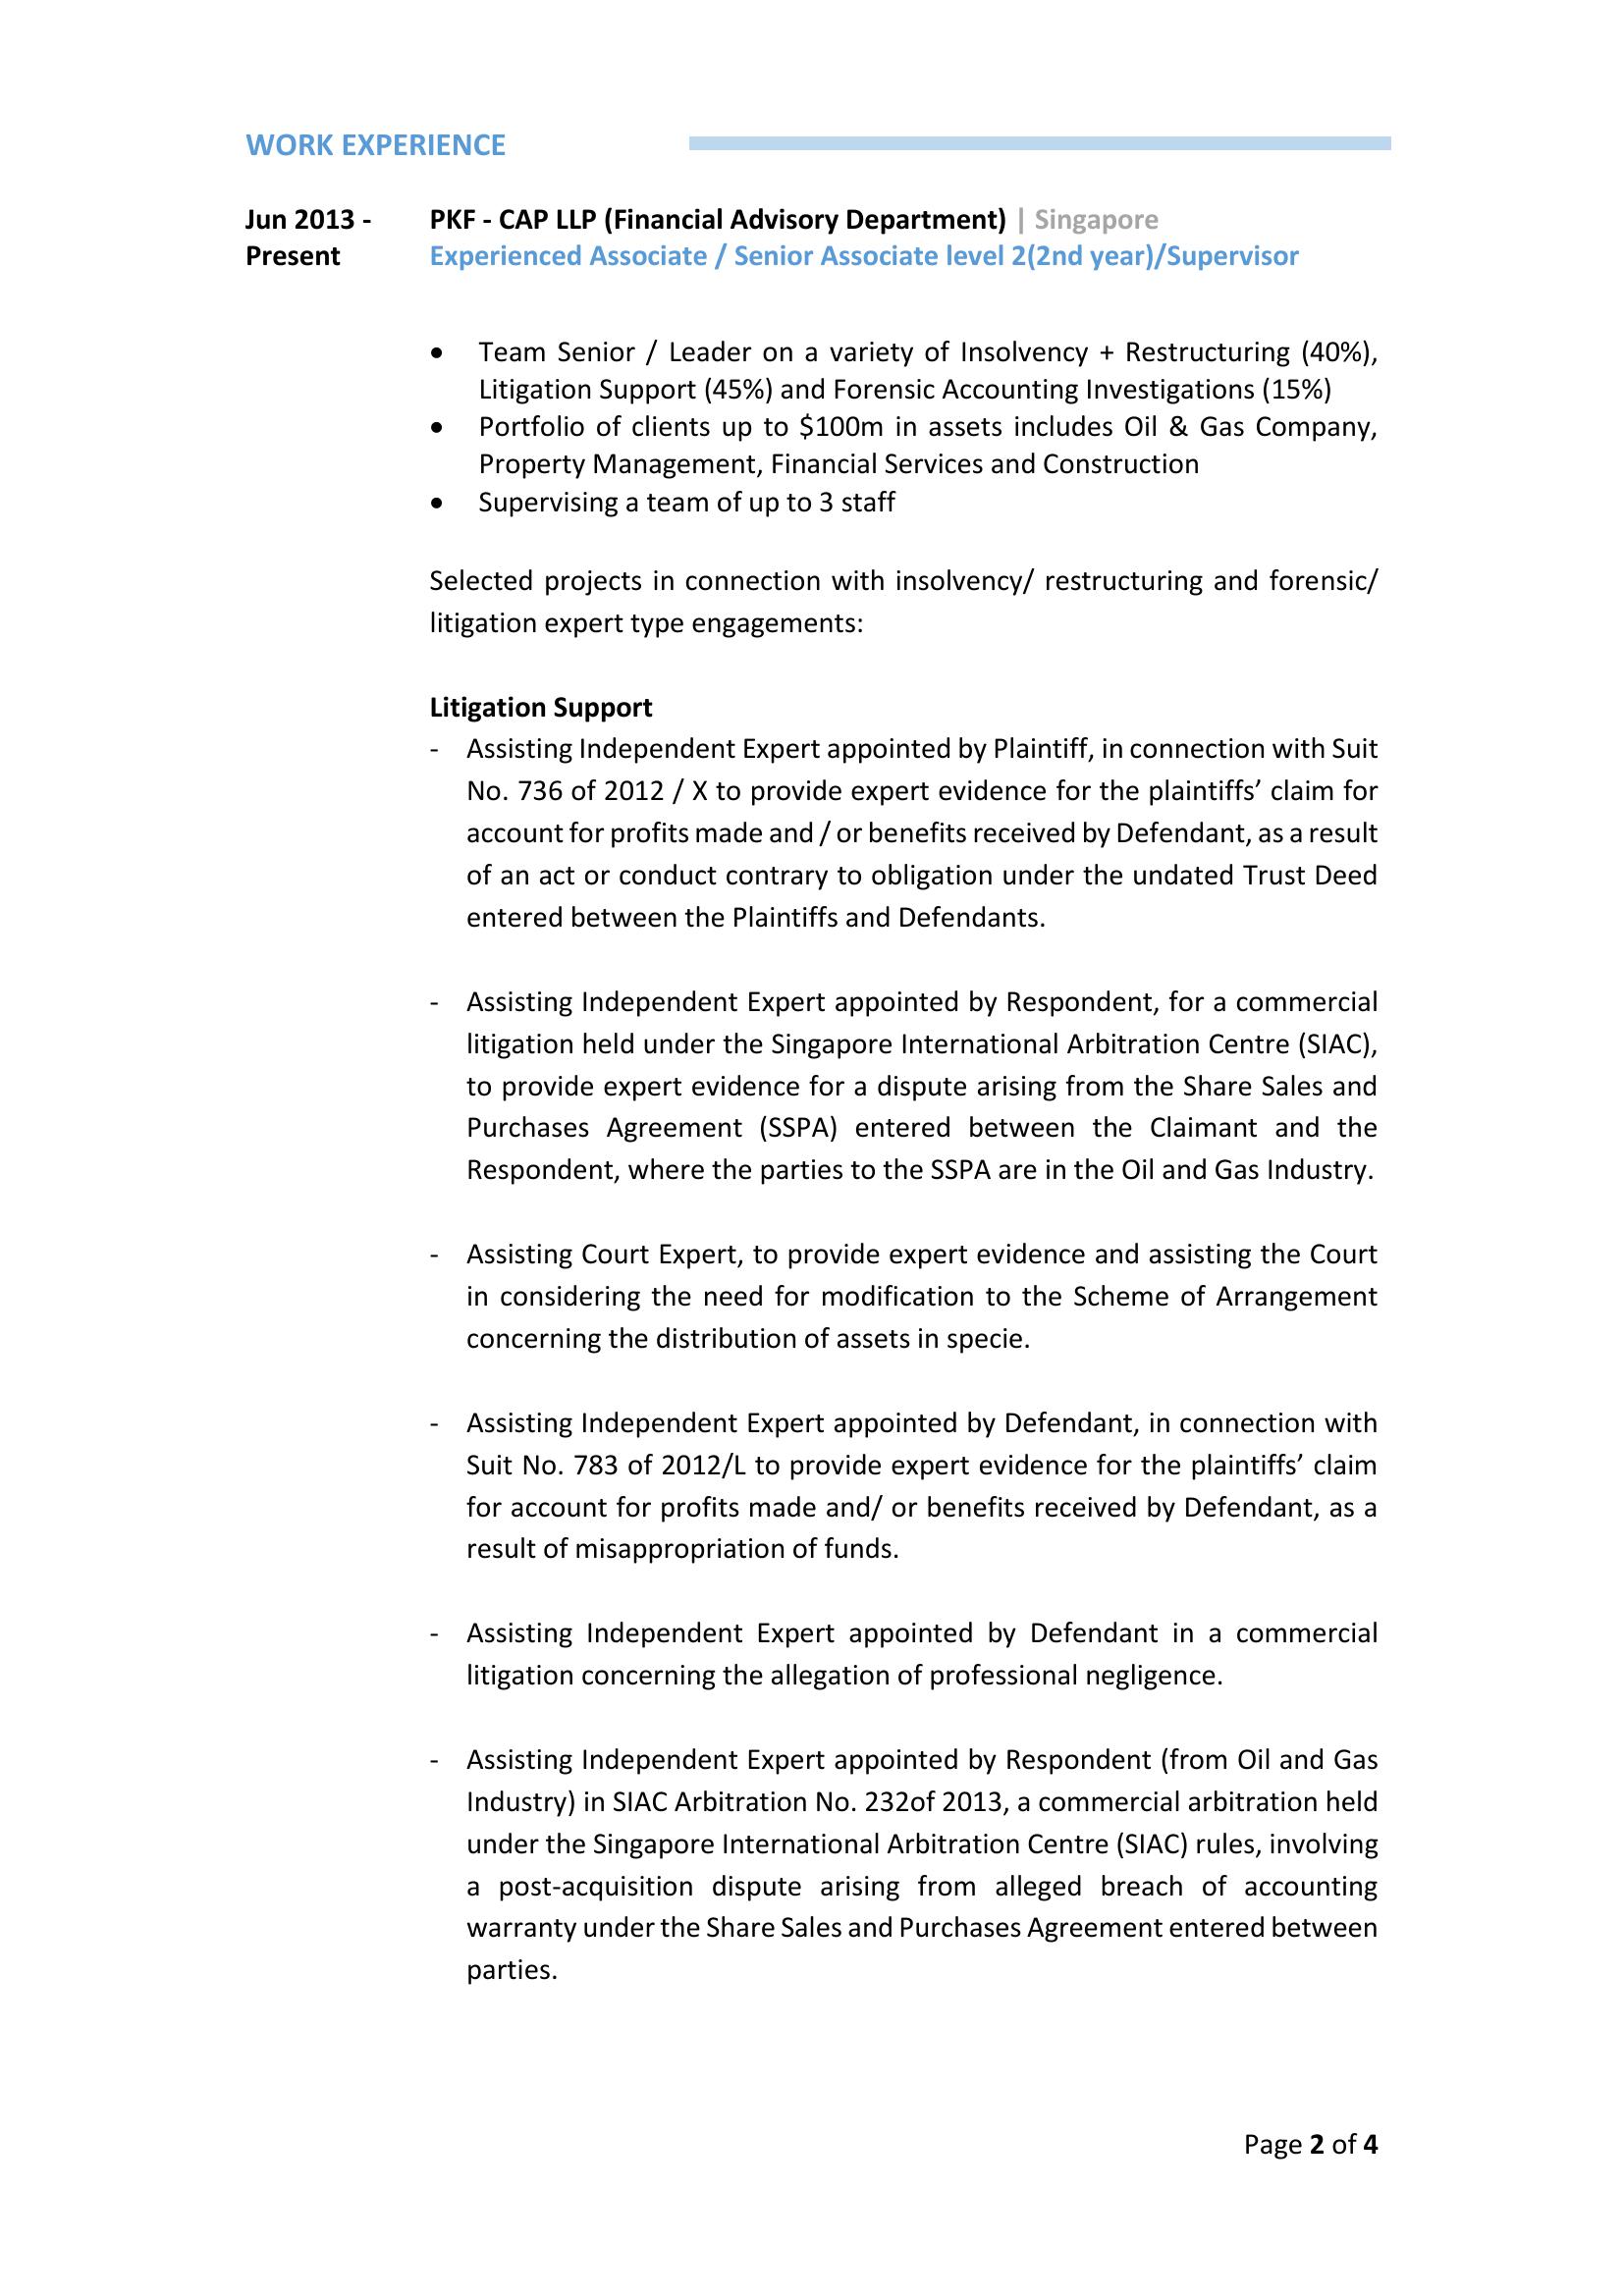 WORK EXPERIENCE
Jun 2013 - PKF - CAP LLP (Financial Advisory Department) | Singapore
Present Experienced Associate / Senior Associate level 2(2nd year)/Supervisor
• Team Senior / Leader on a variety of Insolvency + Restructuring (40%),
Litigation Support (45%) and Forensic Accounting Investigations (15%)
• Portfolio of clients up to $100m in assets includes Oil & Gas Company,
Property Management, Financial Services and Construction
• Supervising a team of up to 3 staff
Selected projects in connection with insolvency/ restructuring and forensic/
litigation expert type engagements:
Litigation Support
- Assisting Independent Expert appointed by Plaintiff, in connection with Suit
No. 736 of 2012 / X to provide expert evidence for the plaintiffs’ claim for
account for profits made and / or benefits received by Defendant, as a result
of an act or conduct contrary to obligation under the undated Trust Deed
entered between the Plaintiffs and Defendants.
- Assisting Independent Expert appointed by Respondent, for a commercial
litigation held under the Singapore International Arbitration Centre (SIAC),
to provide expert evidence for a dispute arising from the Share Sales and
Purchases Agreement (SSPA) entered between the Claimant and the
Respondent, where the parties to the SSPA are in the Oil and Gas Industry.
- Assisting Court Expert, to provide expert evidence and assisting the Court
in considering the need for modification to the Scheme of Arrangement
concerning the distribution of assets in specie.
- Assisting Independent Expert appointed by Defendant, in connection with
Suit No. 783 of 2012/L to provide expert evidence for the plaintiffs’ claim
for account for profits made and/ or benefits received by Defendant, as a
result of misappropriation of funds.
- Assisting Independent Expert appointed by Defendant in a commercial
litigation concerning the allegation of professional negligence.
- Assisting Independent Expert appointed by Respondent (from Oil and Gas
Industry) in SIAC Arbitration No. 232of 2013, a commercial arbitration held
under the Singapore International Arbitration Centre (SIAC) rules, involving
a post-acquisition dispute arising from alleged breach of accounting
warranty under the Share Sales and Purchases Agreement entered between
parties.
Page 2 of 4